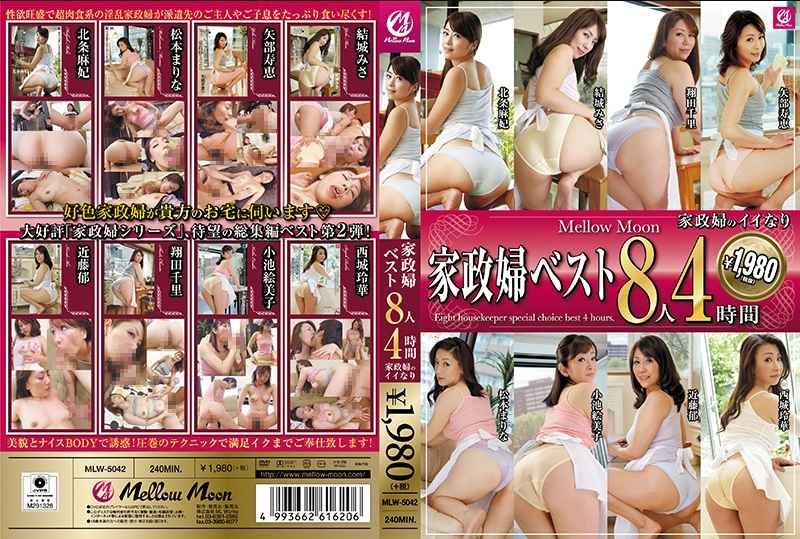 性欲旺盛で超肉食系の淫乱家政婦が派遣先のご主人やご子息をたっぷり食い尽くす!
北条麻妃
松本まりな
矢部寿恵
結城みさ
好色家政婦が貴方のお宅に伺います♡
大好評「家政婦シリーズ」、待望の総集編ベスト第2弾!
近藤郁
翔田千里
小池絵美子
西城玲華
美貌とナイスBODYで誘惑!圧巻のテクニックで満足イクまでご奉仕致します!
MLW-5042
240MIN.
¥1,980(+税)
http://www.mellow-moon.com/
M291328
Mellow Moon
4 993662 616206
Mellow Moon
家政婦
ベスト
8人
4時間
家政婦の
イイなり
¥1,980
(+税)
MLW-5042
240MIN.
Mellow Moon
北条麻妃
結城みさ
翔田千里
矢部寿恵
Mellow Moon
家政婦のイイなり
家政婦ベスト8人4時間
¥1,980
Eight housekeeper special choice best 4 hours.
松本まりな
小池絵美子
近藤郁
西城玲華